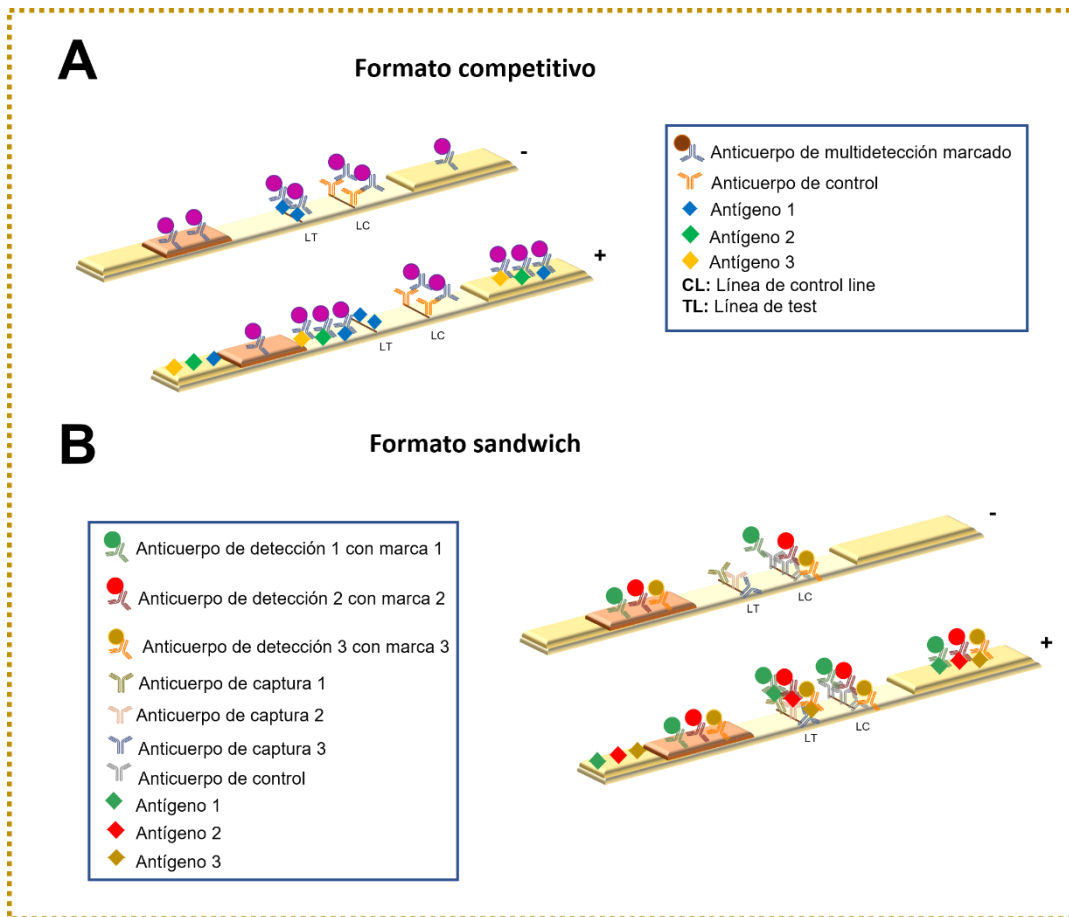 A
Formato competitivo
-
LT
LC
+
LT
LC
Anticuerpo de multidetección marcado
Anticuerpo de control
Antígeno 1
Antígeno 2
Antígeno 3
CL: Línea de control line
TL: Línea de test
B
Formato sandwich
Anticuerpo de detección 1 con marca 1
Anticuerpo de detección 2 con marca 2
Anticuerpo de detección 3 con marca 3
Anticuerpo de captura 1
Anticuerpo de captura 2
Anticuerpo de captura 3
Anticuerpo de control
Antígeno 1
Antígeno 2
Antígeno 3
-
LT
LC
+
LT
LC